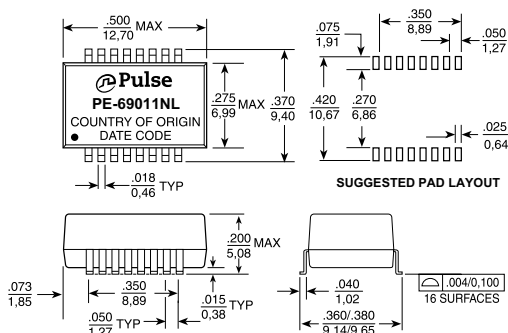 .500
12,70
MAX
Pulse
PE-69011NL
COUNTRY OF ORIGIN
DATE CODE
.275
6,99
MAX
.370
9,40
.018
0,46
TYP
.350
8,89
.075
1,91
.050
1,27
.420
10,67
.270
6,86
.025
0,64
SUGGESTED PAD LAYOUT
.200
5,08
MAX
.073
1,85
.350
8,89
.015
0,38
TYP
.050
1,27
TYP
.040
1,02
.360/.380
9,14/9,65
.004/0,100
16 SURFACES